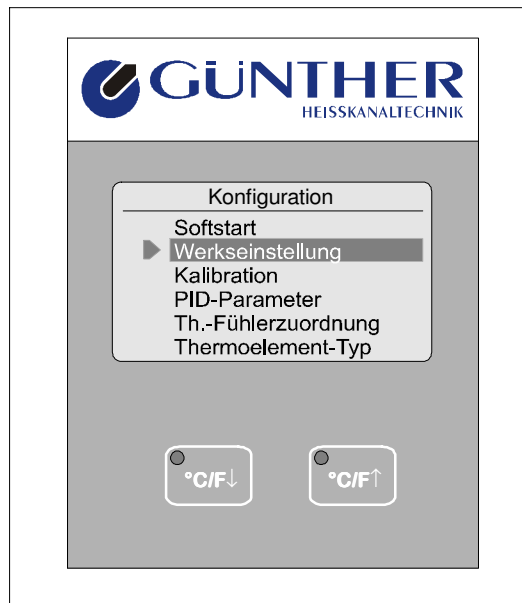 GÜNTHER
HEISSKANALTECHNIK
Konfiguration
Softstart
Werkseinstellung
Kalibration
PID-Parameter
Th.-Fühlerzuordnung
Thermoelement-Typ
°C/F↓
°C/F↑